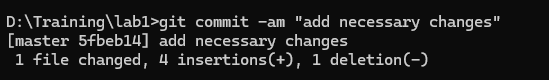 D:\Training\lab1>git commit -am "add necessary changes"
[master 5fbeb14] add necessary changes
 1 file changed, 4 insertions(+), 1 deletion(-)